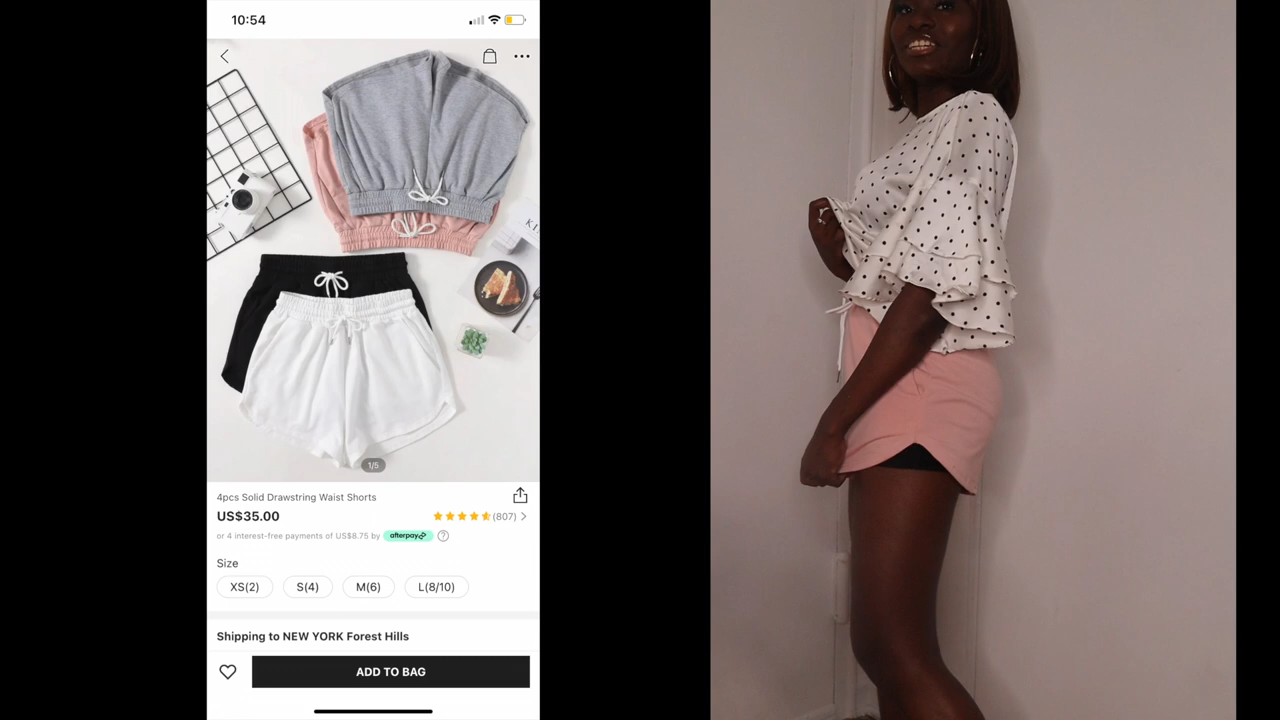 10:54
KI
1/5
4pcs Solid Drawstring Waist Shorts
US$35.00
(807)
or 4 interest-free payments of US$8.75 by afterpay
Size
XS(2) S(4) M(6) L(8/10)
Shipping to NEW YORK Forest Hills
ADD TO BAG